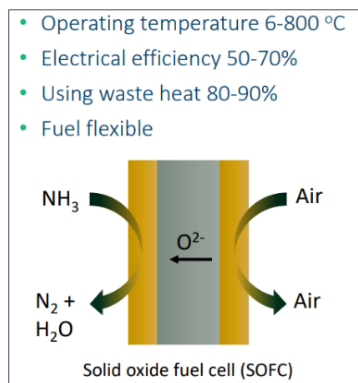 • Operating temperature 6-800 °C
• Electrical efficiency 50-70%
• Using waste heat 80-90%
• Fuel flexible
NH₃
Air
O²⁻
N₂ +
H₂O
Air
Solid oxide fuel cell (SOFC)